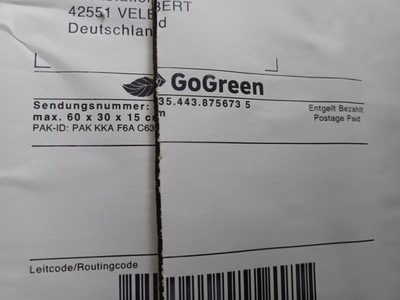 42551 VELBERT
Deutschland
GoGreen
Sendungsnummer: 35.443.875673 5
max. 60 x 30 x 15 cm
PAK-ID: PAK KKA F6A C63
Entgelt Bezahlt
Postage Paid
Leitcode/Routingcode